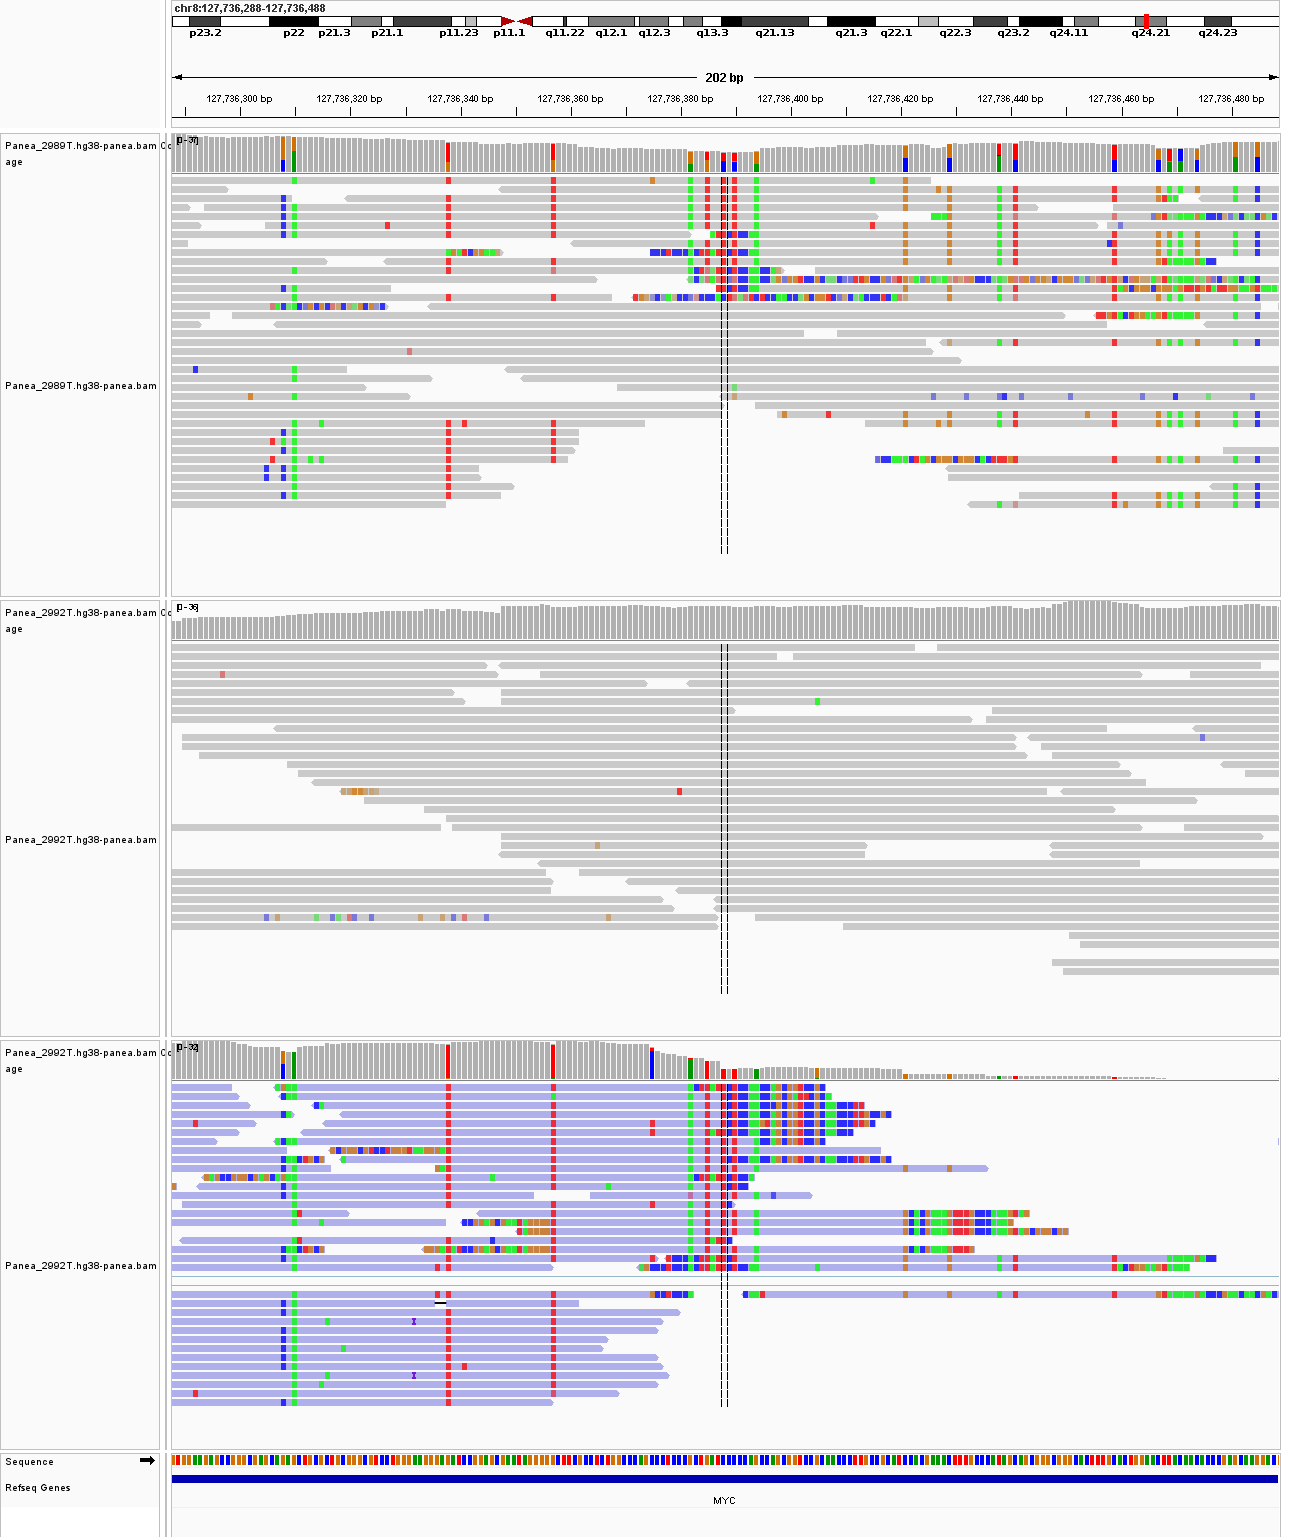 chr8:127,736,288-127,736,488
p23.2 p22 p21.3 p21.1 p11.23 p11.1 q11.22 q12.1 q12.3 q13.3 q21.13 q21.3 q22.1 q22.3 q23.2 q24.11 q24.21 q24.23
202 bp
127,736,300 bp 127,736,320 bp 127,736,340 bp 127,736,360 bp 127,736,380 bp 127,736,400 bp 127,736,420 bp 127,736,440 bp 127,736,460 bp 127,736,480 bp
Panea_2989T.hg38-panea.bam Co
age
[0-37]
Panea_2989T.hg38-panea.bam
Panea_2992T.hg38-panea.bam Co
age
[0-36]
Panea_2992T.hg38-panea.bam
Panea_2992T.hg38-panea.bam Co
age
[0-32]
Panea_2992T.hg38-panea.bam
Sequence
Refseq Genes
MYC